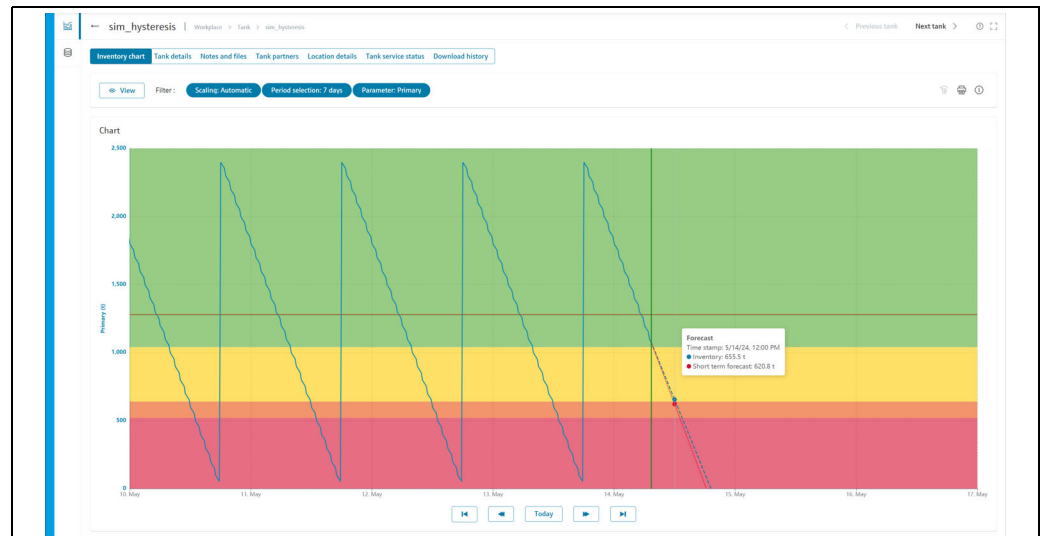 ← sim_hysteresis | Workplace > Tank > sim_hysteresis < Previous tank Next tank >
Inventory chart Tank details Notes and files Tank partners Location details Tank service status Download history
View Filter : Scaling: Automatic Period selection: 7 days Parameter: Primary
Chart
2,500
2,000
1,500
1,000
500
0
Primary (t)
Forecast
Time stamp: 5/14/24, 12:00 PM
Inventory: 655.5 t
Short term forecast: 620.8 t
10. May 11. May 12. May 13. May 14. May 15. May 16. May 17. May
Today